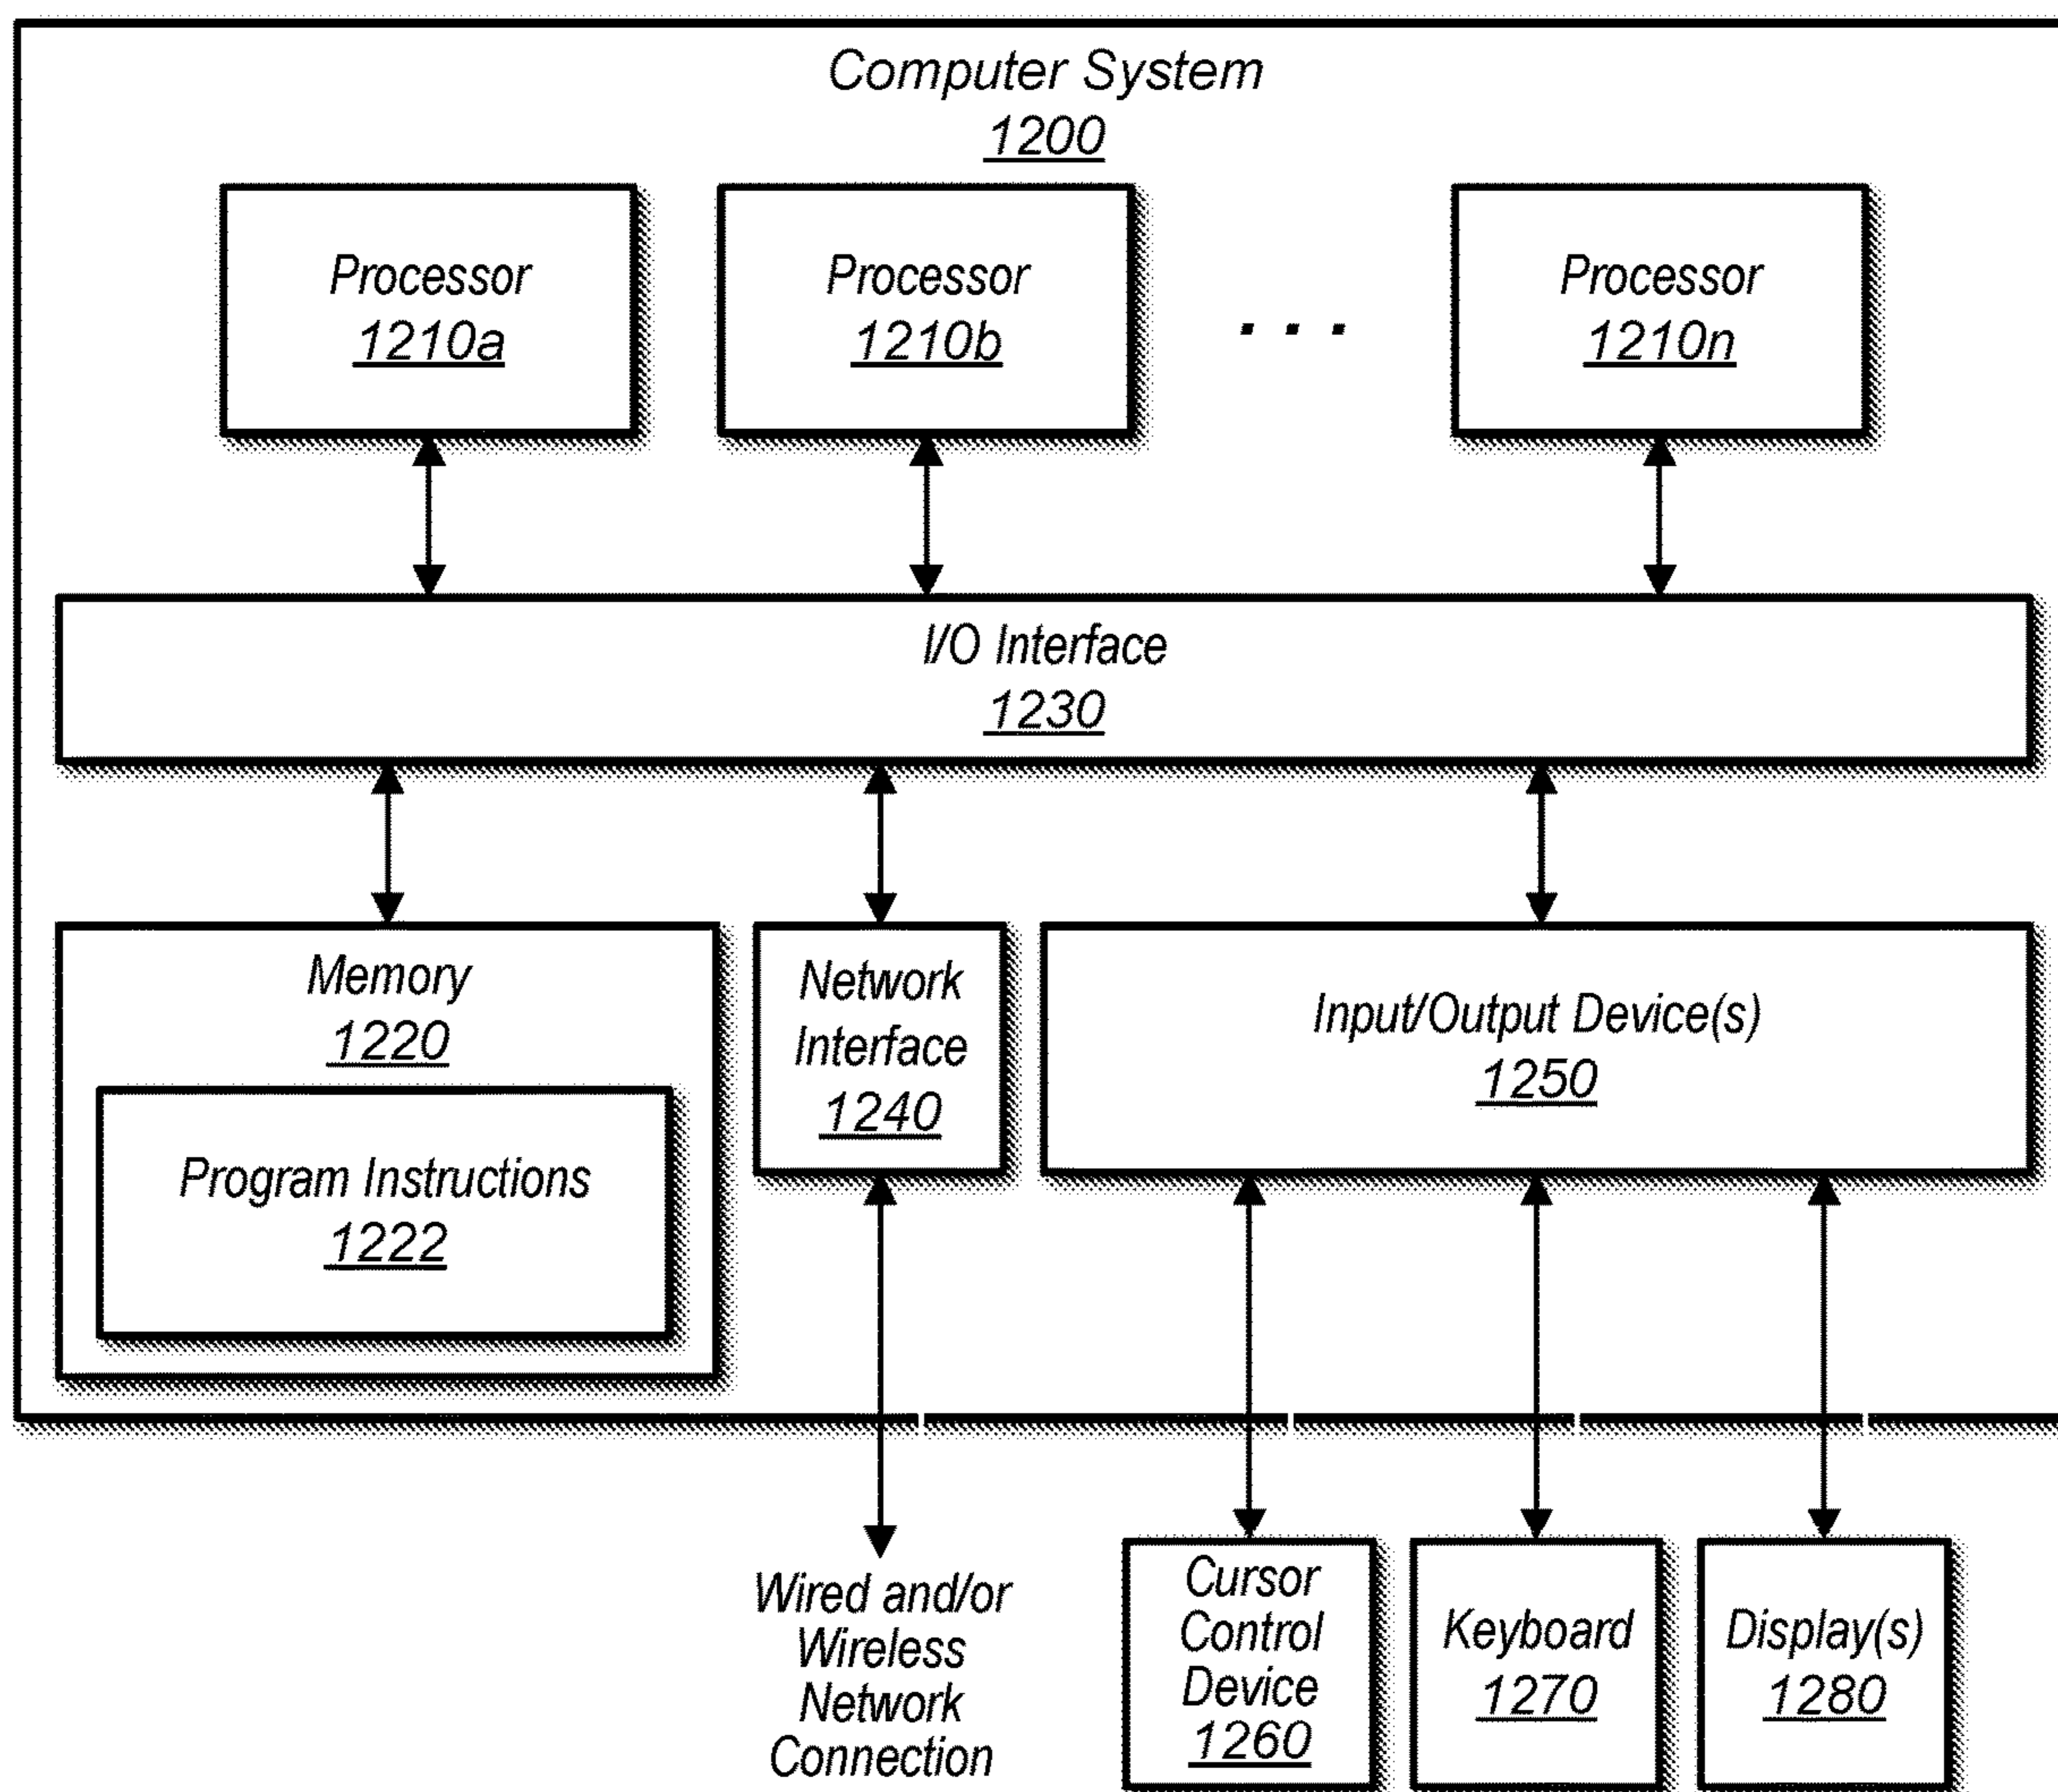 Computer System
1200
Processor
1210a
Processor
1210b
. . .
Processor
1210n
I/O Interface
1230
Memory
1220
Program Instructions
1222
Network
Interface
1240
Input/Output Device(s)
1250
Wired and/or
Wireless
Network
Connection
Cursor
Control
Device
1260
Keyboard
1270
Display(s)
1280